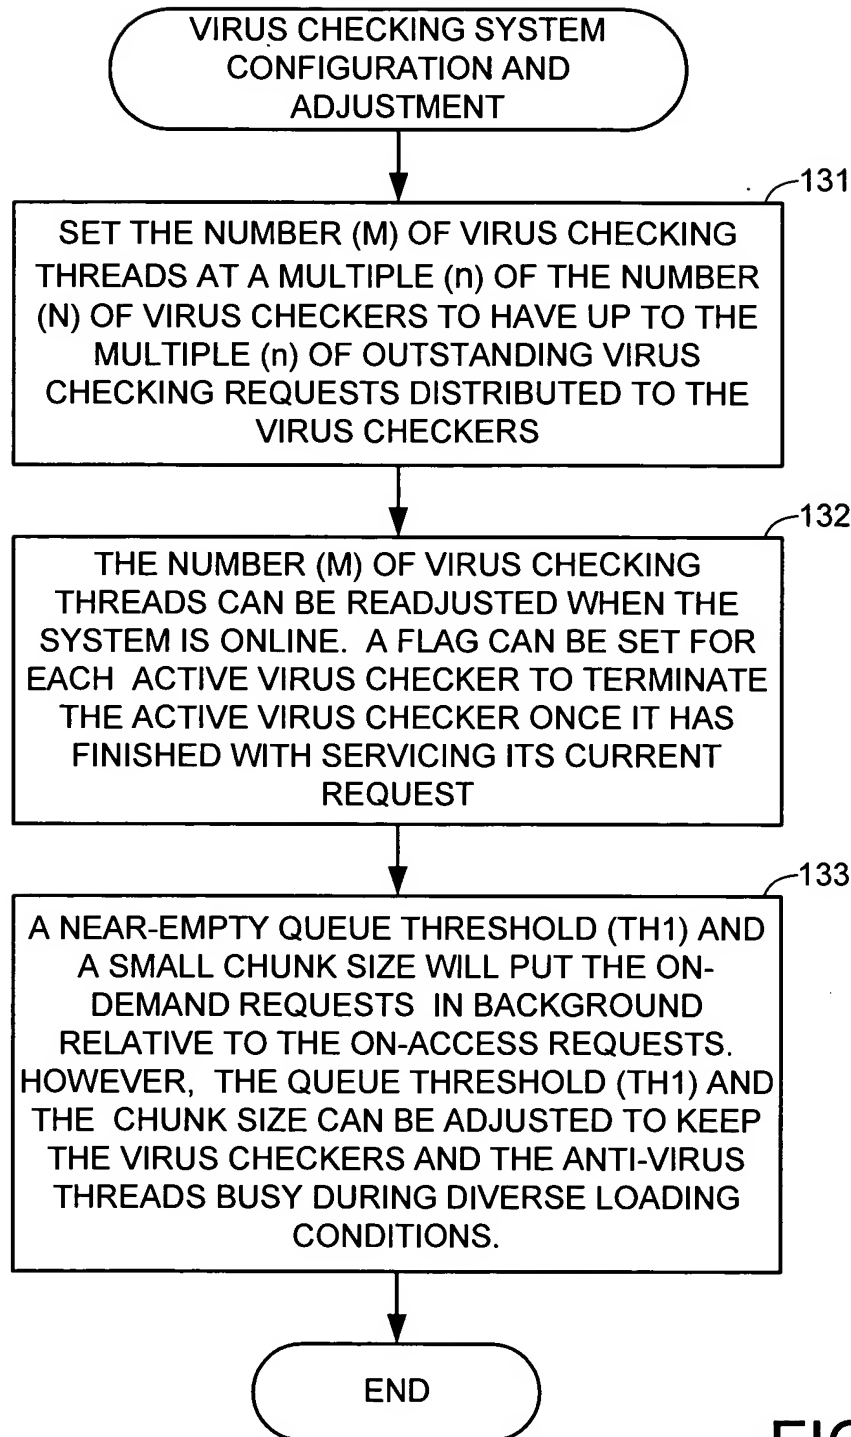 VIRUS CHECKING SYSTEM
CONFIGURATION AND
ADJUSTMENT
131
SET THE NUMBER (M) OF VIRUS CHECKING
THREADS AT A MULTIPLE (n) OF THE NUMBER
(N) OF VIRUS CHECKERS TO HAVE UP TO THE
MULTIPLE (n) OF OUTSTANDING VIRUS
CHECKING REQUESTS DISTRIBUTED TO THE
VIRUS CHECKERS
132
THE NUMBER (M) OF VIRUS CHECKING
THREADS CAN BE READJUSTED WHEN THE
SYSTEM IS ONLINE. A FLAG CAN BE SET FOR
EACH ACTIVE VIRUS CHECKER TO TERMINATE
THE ACTIVE VIRUS CHECKER ONCE IT HAS
FINISHED WITH SERVICING ITS CURRENT
REQUEST
133
A NEAR-EMPTY QUEUE THRESHOLD (TH1) AND
A SMALL CHUNK SIZE WILL PUT THE ON-
DEMAND REQUESTS IN BACKGROUND
RELATIVE TO THE ON-ACCESS REQUESTS.
HOWEVER, THE QUEUE THRESHOLD (TH1) AND
THE CHUNK SIZE CAN BE ADJUSTED TO KEEP
THE VIRUS CHECKERS AND THE ANTI-VIRUS
THREADS BUSY DURING DIVERSE LOADING
CONDITIONS.
END